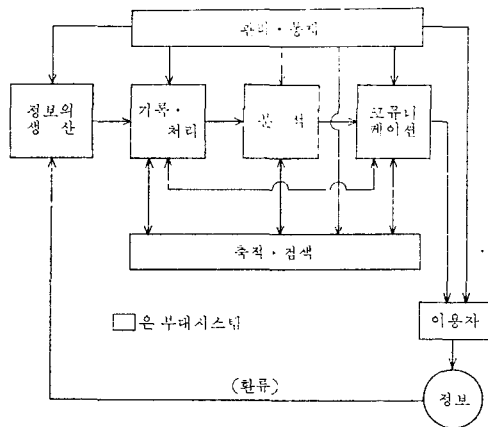 관리·통제
정보의
생산
기록·
처리
분석
코뮤니
케이션
축적·검색
은 부대시스템
이용자
(환류)
정보